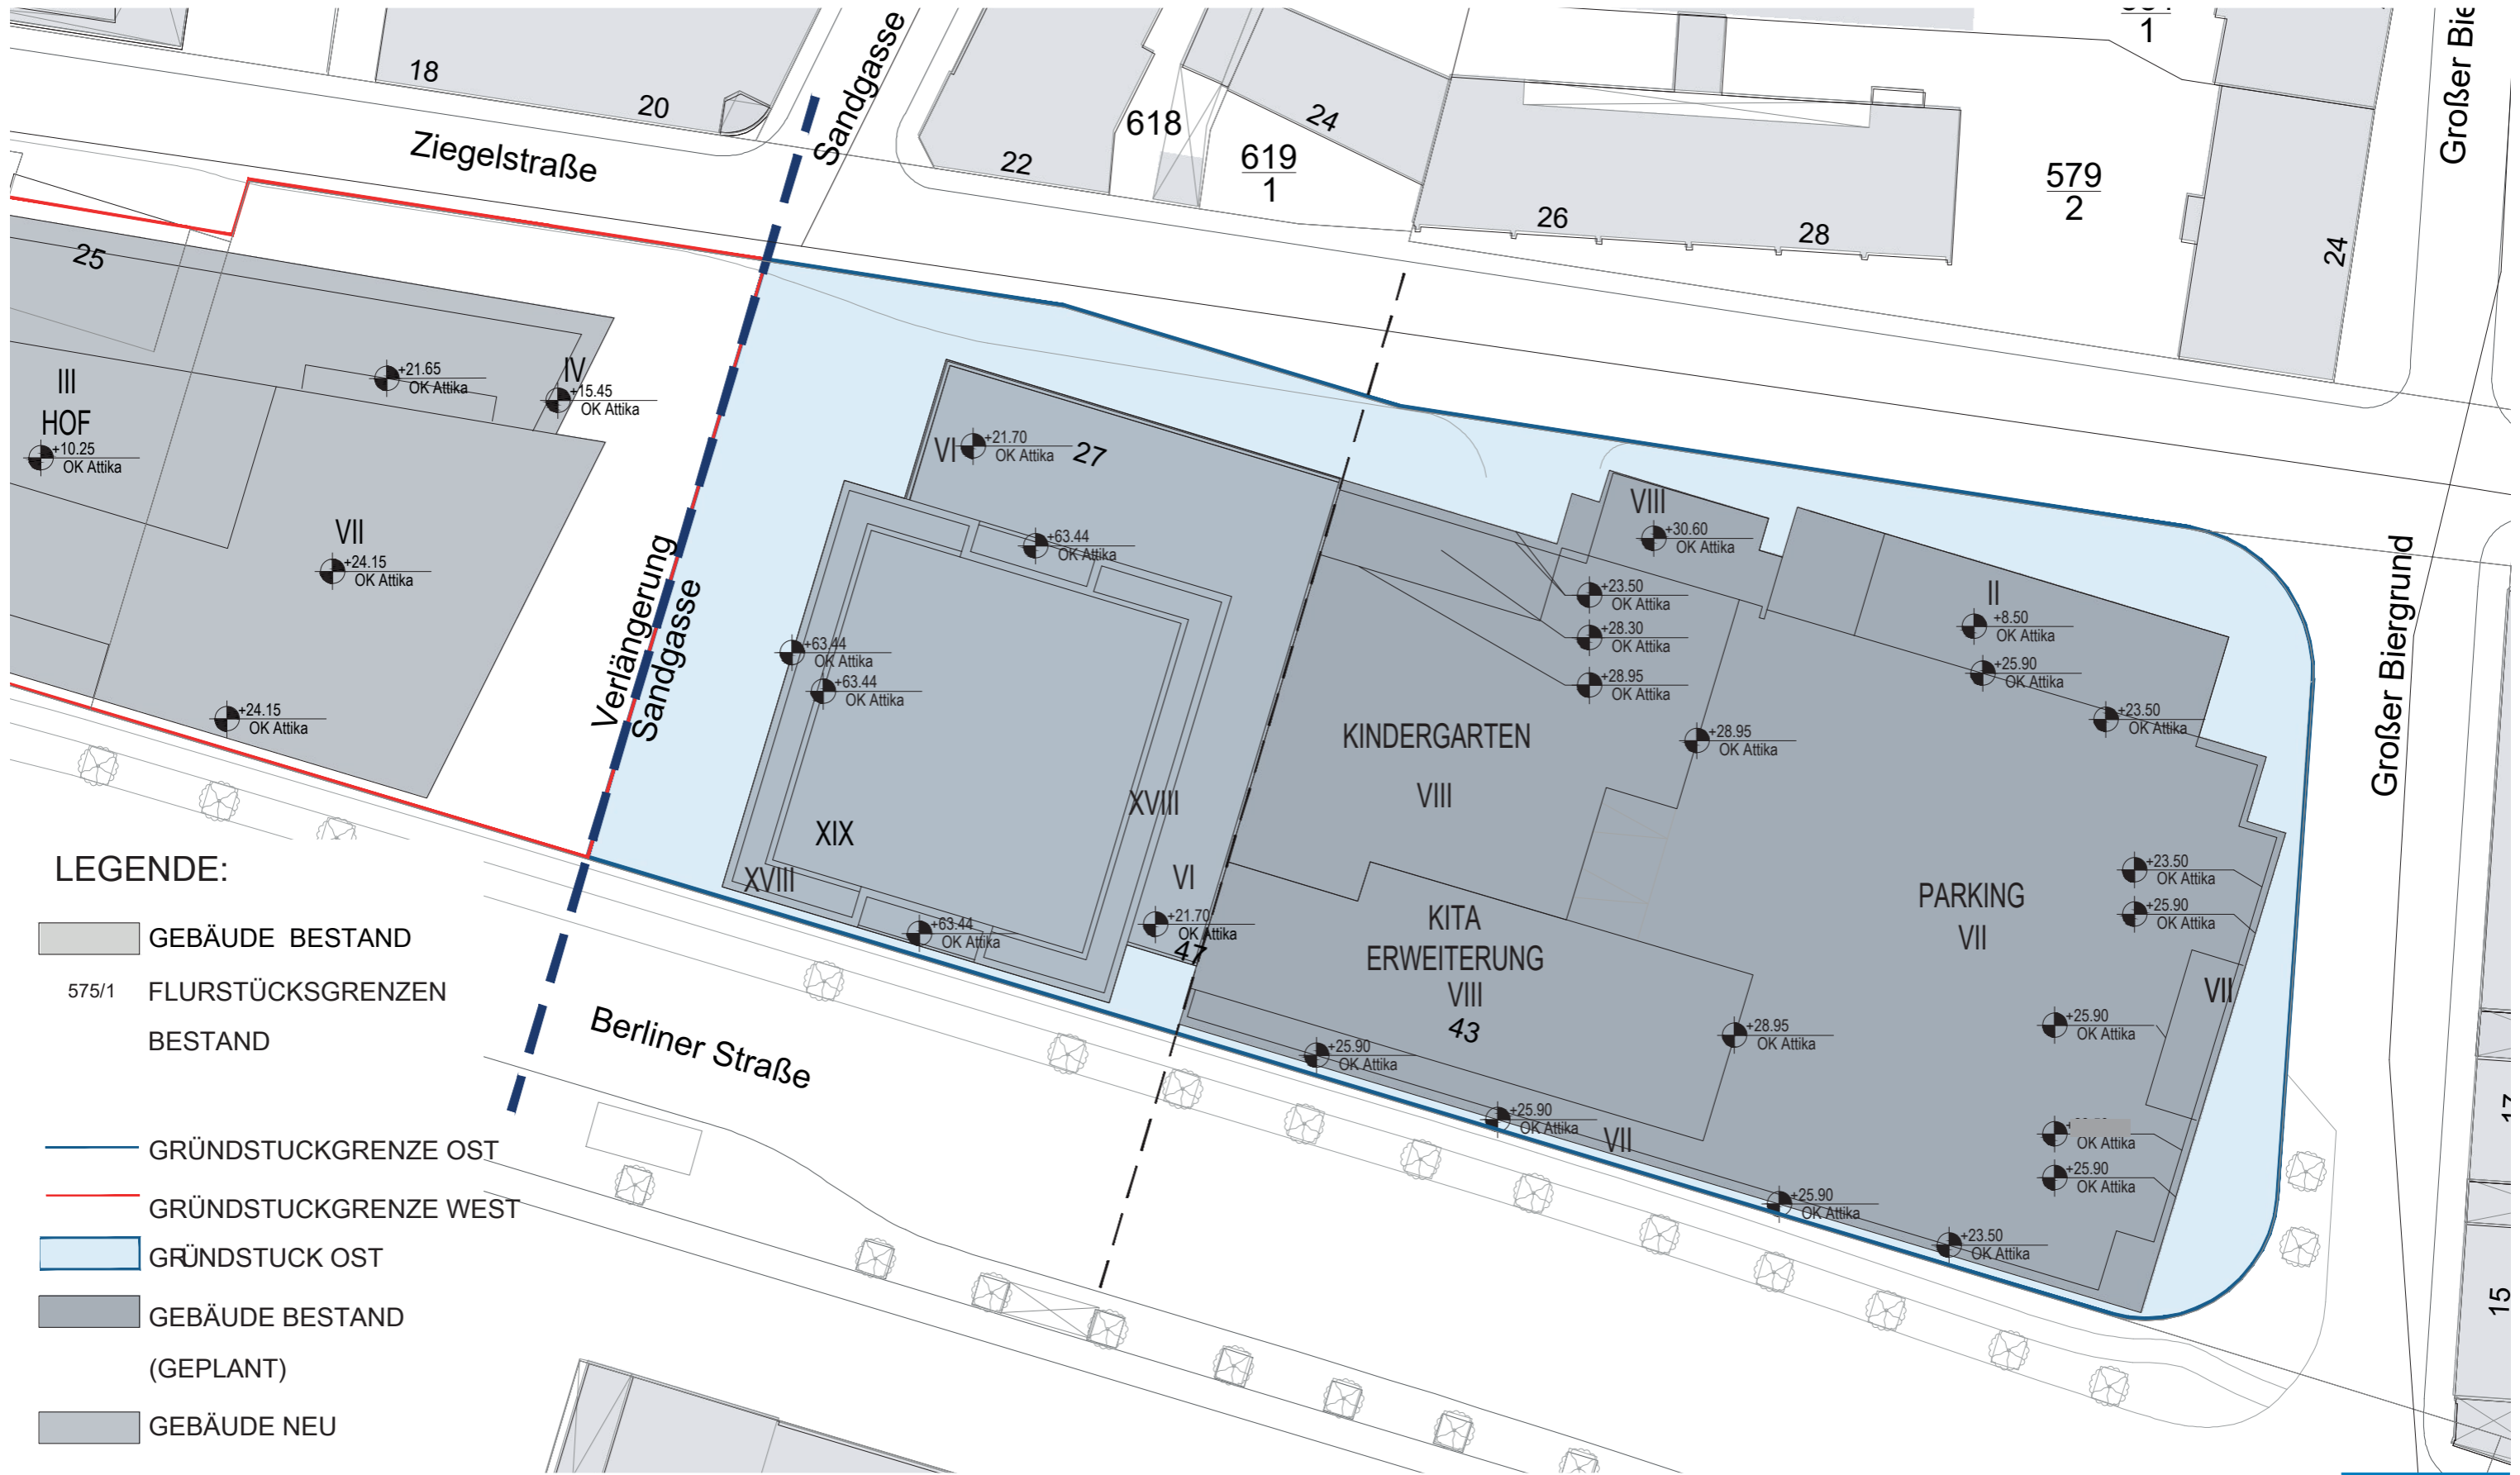 18
20
Ziegelstraße
Sandgasse
22
618
619
1
24
26
28
579
2
1
24
Großer Bie
25
III
HOF
+10.25
OK Attika
+21.65
OK Attika
IV
+15.45
OK Attika
VII
+24.15
OK Attika
+24.15
OK Attika
Verlängerung
Sandgasse
VI
+21.70
OK Attika
27
+63.44
OK Attika
+63.44
OK Attika
+63.44
OK Attika
XIX
XVIII
XVIII
+63.44
OK Attika
VI
+21.70
OK Attika
47
VIII
+30.60
OK Attika
+23.50
OK Attika
+28.30
OK Attika
+28.95
OK Attika
+28.95
OK Attika
KINDERGARTEN
VIII
KITA
ERWEITERUNG
VIII
43
+28.95
OK Attika
+25.90
OK Attika
+25.90
OK Attika
VII
+25.90
OK Attika
+23.50
OK Attika
II
+8.50
OK Attika
+25.90
OK Attika
+23.50
OK Attika
PARKING
VII
+23.50
OK Attika
+25.90
OK Attika
VII
+25.90
OK Attika
OK Attika
+25.90
OK Attika
Großer Biergrund
17
15
Berliner Straße
LEGENDE:
GEBÄUDE BESTAND
575/1 FLURSTÜCKSGRENZEN
BESTAND
GRÜNDSTUCKGRENZE OST
GRÜNDSTUCKGRENZE WEST
GRÜNDSTUCK OST
GEBÄUDE BESTAND
(GEPLANT)
GEBÄUDE NEU